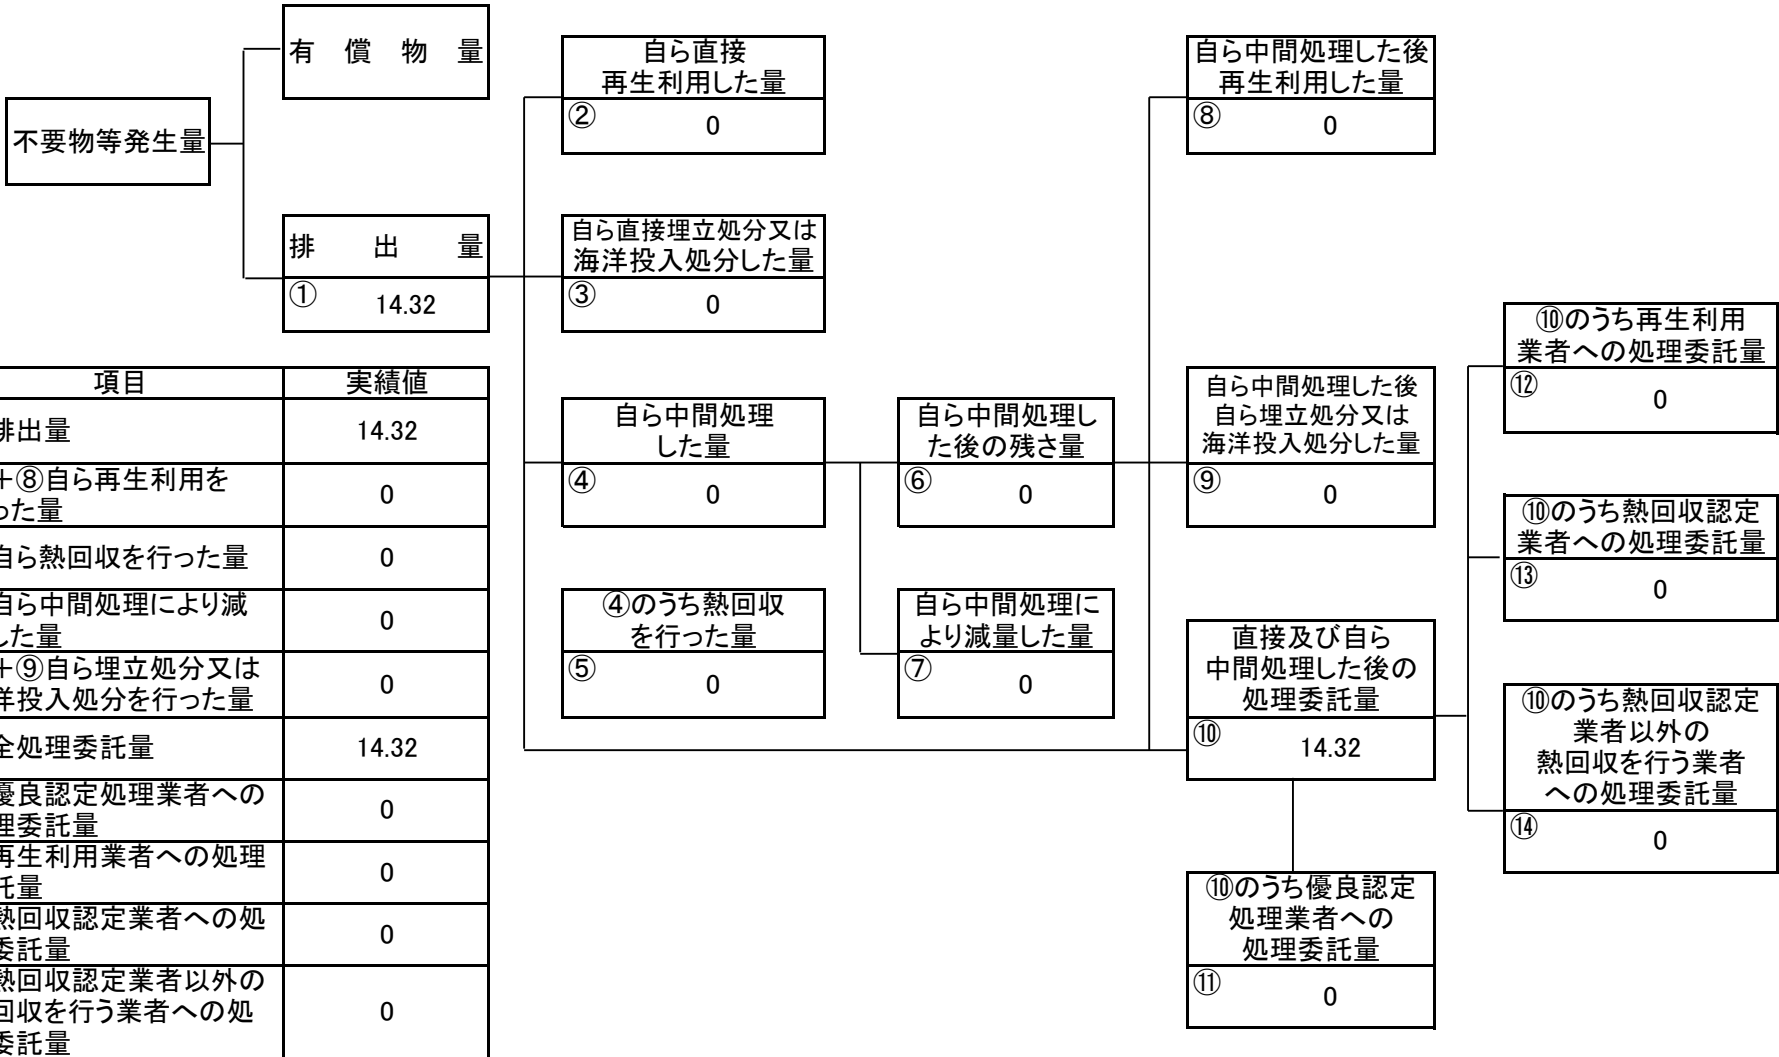 有償物量
不要物等発生量
排出量
① 14.32
自ら直接
再生利用した量
② 0
自ら直接埋立処分又は
海洋投入処分した量
③ 0
自ら中間処理
した量
④ 0
④のうち熱回収
を行った量
⑤ 0
自ら中間処理し
た後の残さ量
⑥ 0
自ら中間処理に
より減量した量
⑦ 0
自ら中間処理した後
再生利用した量
⑧ 0
自ら中間処理した後
自ら埋立処分又は
海洋投入処分した量
⑨ 0
直接及び自ら
中間処理した後の
処理委託量
⑩ 14.32
⑩のうち優良認定
処理業者への
処理委託量
⑪ 0
⑩のうち再生利用
業者への処理委託量
⑫ 0
⑩のうち熱回収認定
業者への処理委託量
⑬ 0
⑩のうち熱回収認定
業者以外の
熱回収を行う業者
への処理委託量
⑭ 0
項目 実績値
排出量 14.32
+⑧自ら再生利用を
った量 0
自ら熱回収を行った量 0
自ら中間処理により減
した量 0
+⑨自ら埋立処分又は
洋投入処分を行った量 0
全処理委託量 14.32
優良認定処理業者への
理委託量 0
再生利用業者への処理
託量 0
熱回収認定業者への処
委託量 0
熱回収認定業者以外の
回収を行う業者への処
委託量 0